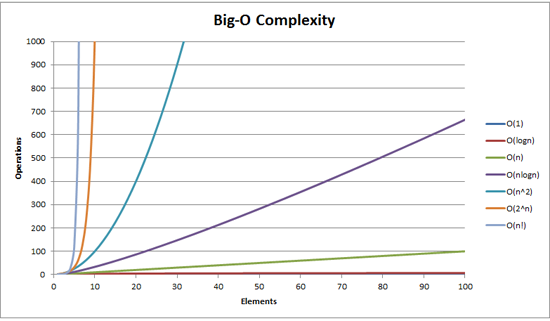 Big-O Complexity
1000
900
800
700
600
500
400
300
200
100
0
Operations
0 10 20 30 40 50 60 70 80 90 100
Elements
O(1)
O(logn)
O(n)
O(nlogn)
O(n^2)
O(2^n)
O(n!)